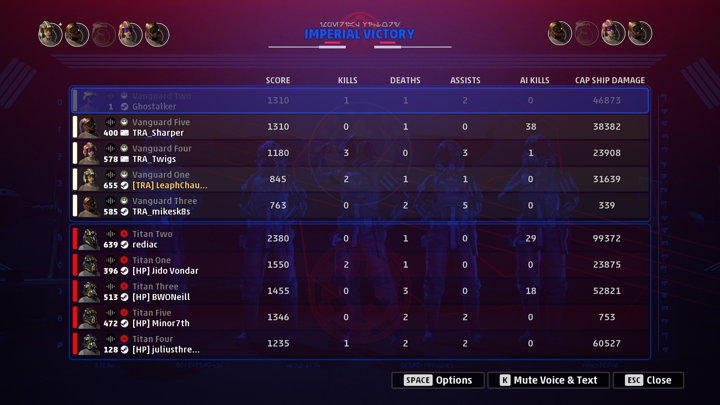 IMPERIAL VICTORY
SCORE KILLS DEATHS ASSISTS AI KILLS CAP SHIP DAMAGE
Vanguard Two
1 Ghostalker 1310 1 1 2 0 46873
Vanguard Five
400 TRA_Sharper 1310 0 1 0 38 38382
Vanguard Four
578 TRA_Twigs 1180 3 0 3 1 23908
Vanguard One
655 [TRA] LeaphChau... 845 2 1 1 0 31639
Vanguard Three
585 TRA_mikesk8s 763 0 2 5 0 339
Titan Two
639 rediac 2380 0 1 0 29 99372
Titan One
396 [HP] Jido Vondar 1550 2 1 0 0 23875
Titan Three
513 [HP] BWONeill 1455 0 3 0 18 52821
Titan Five
472 [HP] Minor7th 1346 0 2 2 0 753
Titan Four
128 [HP] juliusthre... 1235 1 2 2 0 60527
SPACE Options K Mute Voice & Text ESC Close